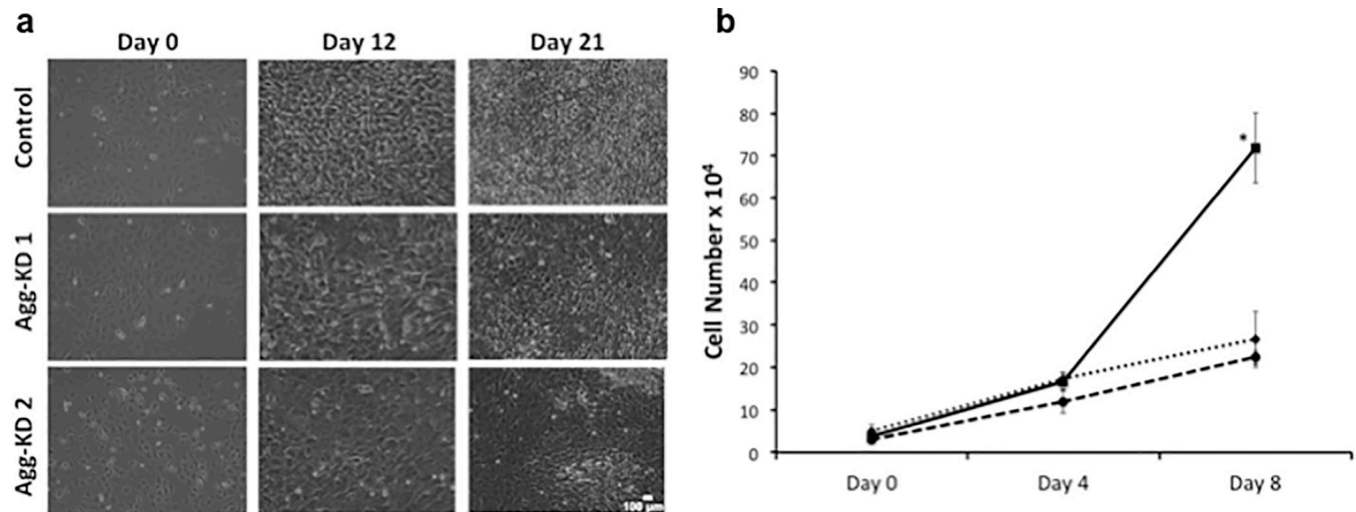 a
Day 0 Day 12 Day 21
Control
Agg-KD 1
Agg-KD 2
100 µm
b
Cell Number x 10⁴
90
80
70
60
50
40
30
20
10
0
*
Day 0 Day 4 Day 8